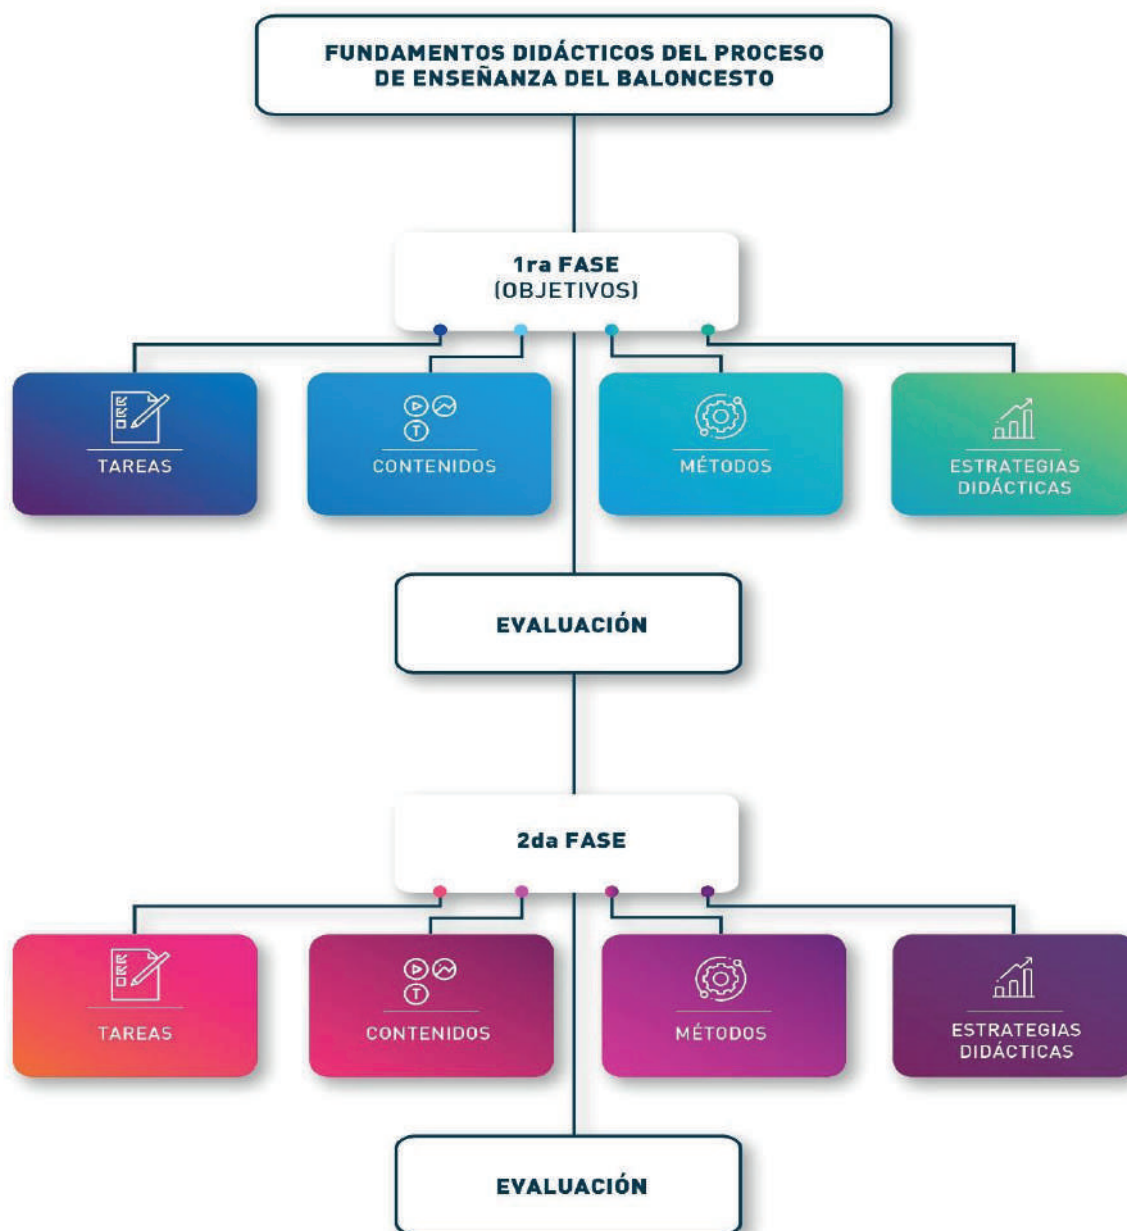 FUNDAMENTOS DIDÁCTICOS DEL PROCESO
DE ENSEÑANZA DEL BALONCESTO
1ra FASE
(OBJETIVOS)
TAREAS
CONTENIDOS
MÉTODOS
ESTRATEGIAS
DIDÁCTICAS
EVALUACIÓN
2da FASE
TAREAS
CONTENIDOS
MÉTODOS
ESTRATEGIAS
DIDÁCTICAS
EVALUACIÓN